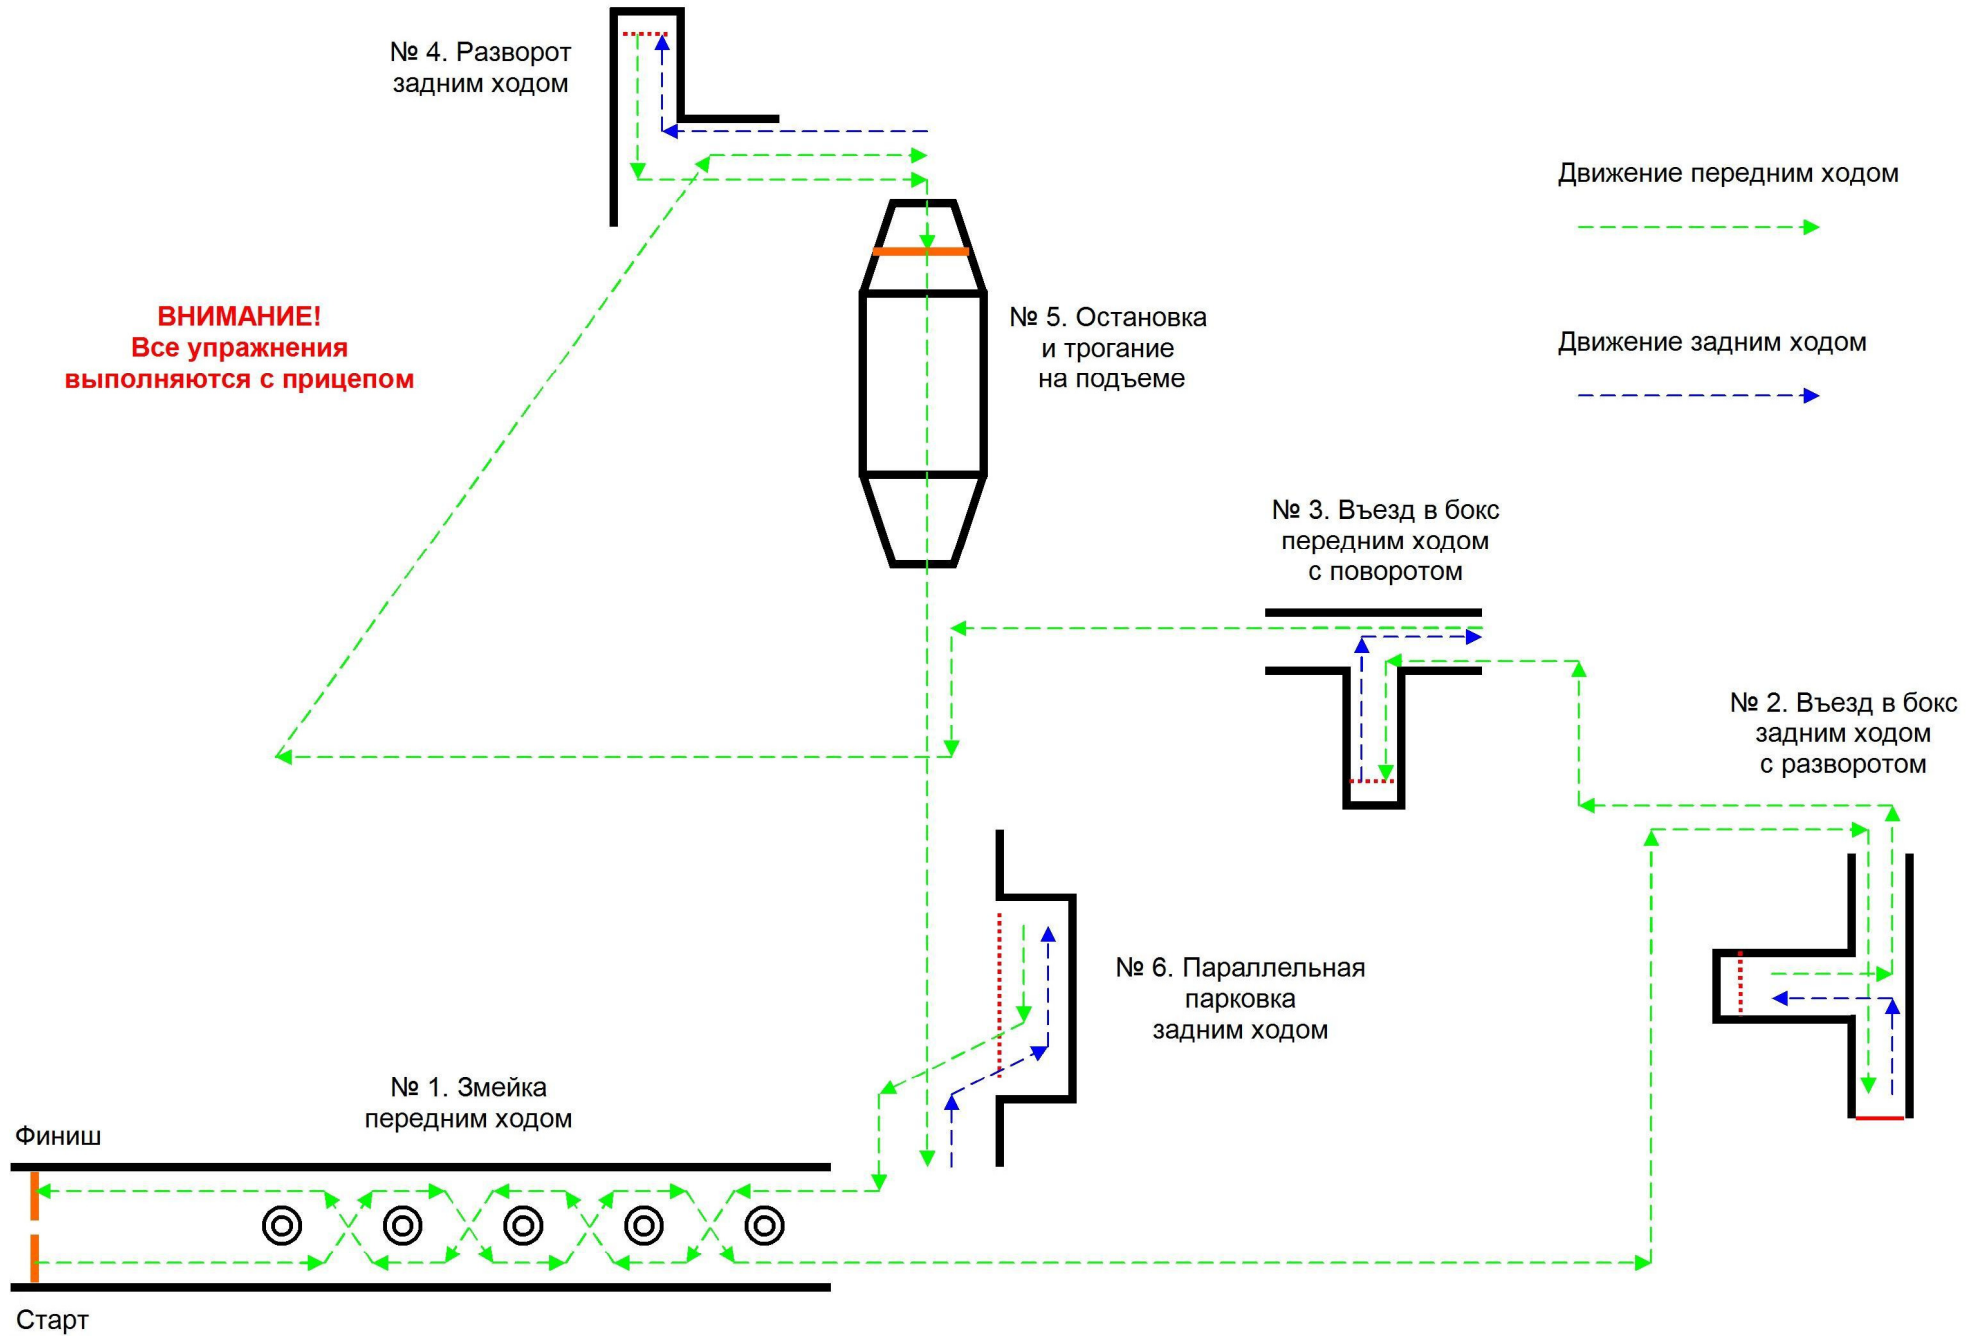 № 4. Разворот
задним ходом
Движение передним ходом
ВНИМАНИЕ!
Все упражнения
выполняются с прицепом
№ 5. Остановка
и трогание
на подъеме
Движение задним ходом
№ 3. Въезд в бокс
передним ходом
с поворотом
№ 2. Въезд в бокс
задним ходом
с разворотом
№ 6. Параллельная
парковка
задним ходом
№ 1. Змейка
передним ходом
Финиш
Старт